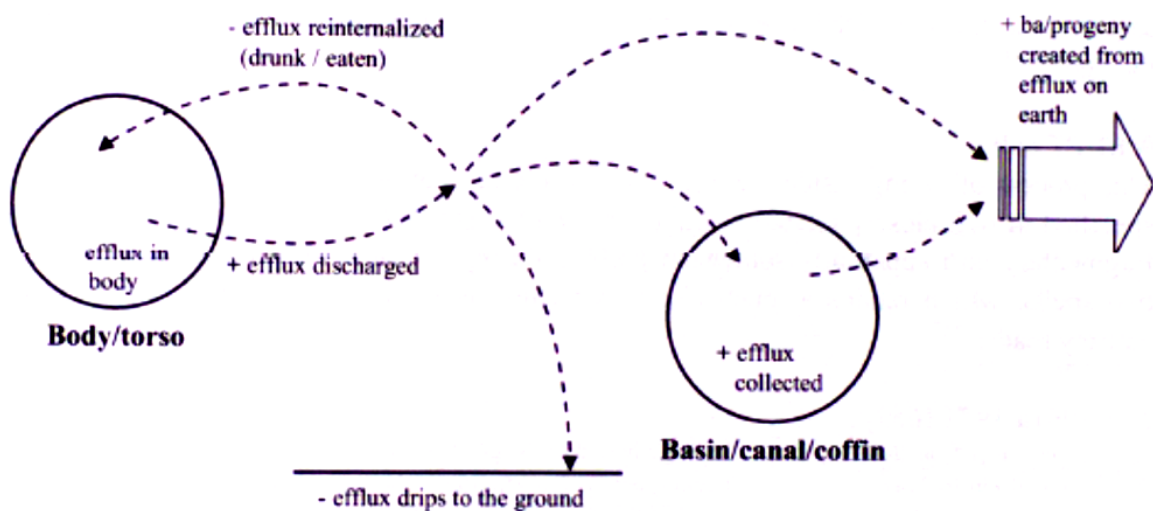 - efflux reinternalized
(drunk / eaten)
+ ba/progeny
created from
efflux on
earth
efflux in
body
+ efflux discharged
Body/torso
+ efflux
collected
Basin/canal/coffin
- efflux drips to the ground